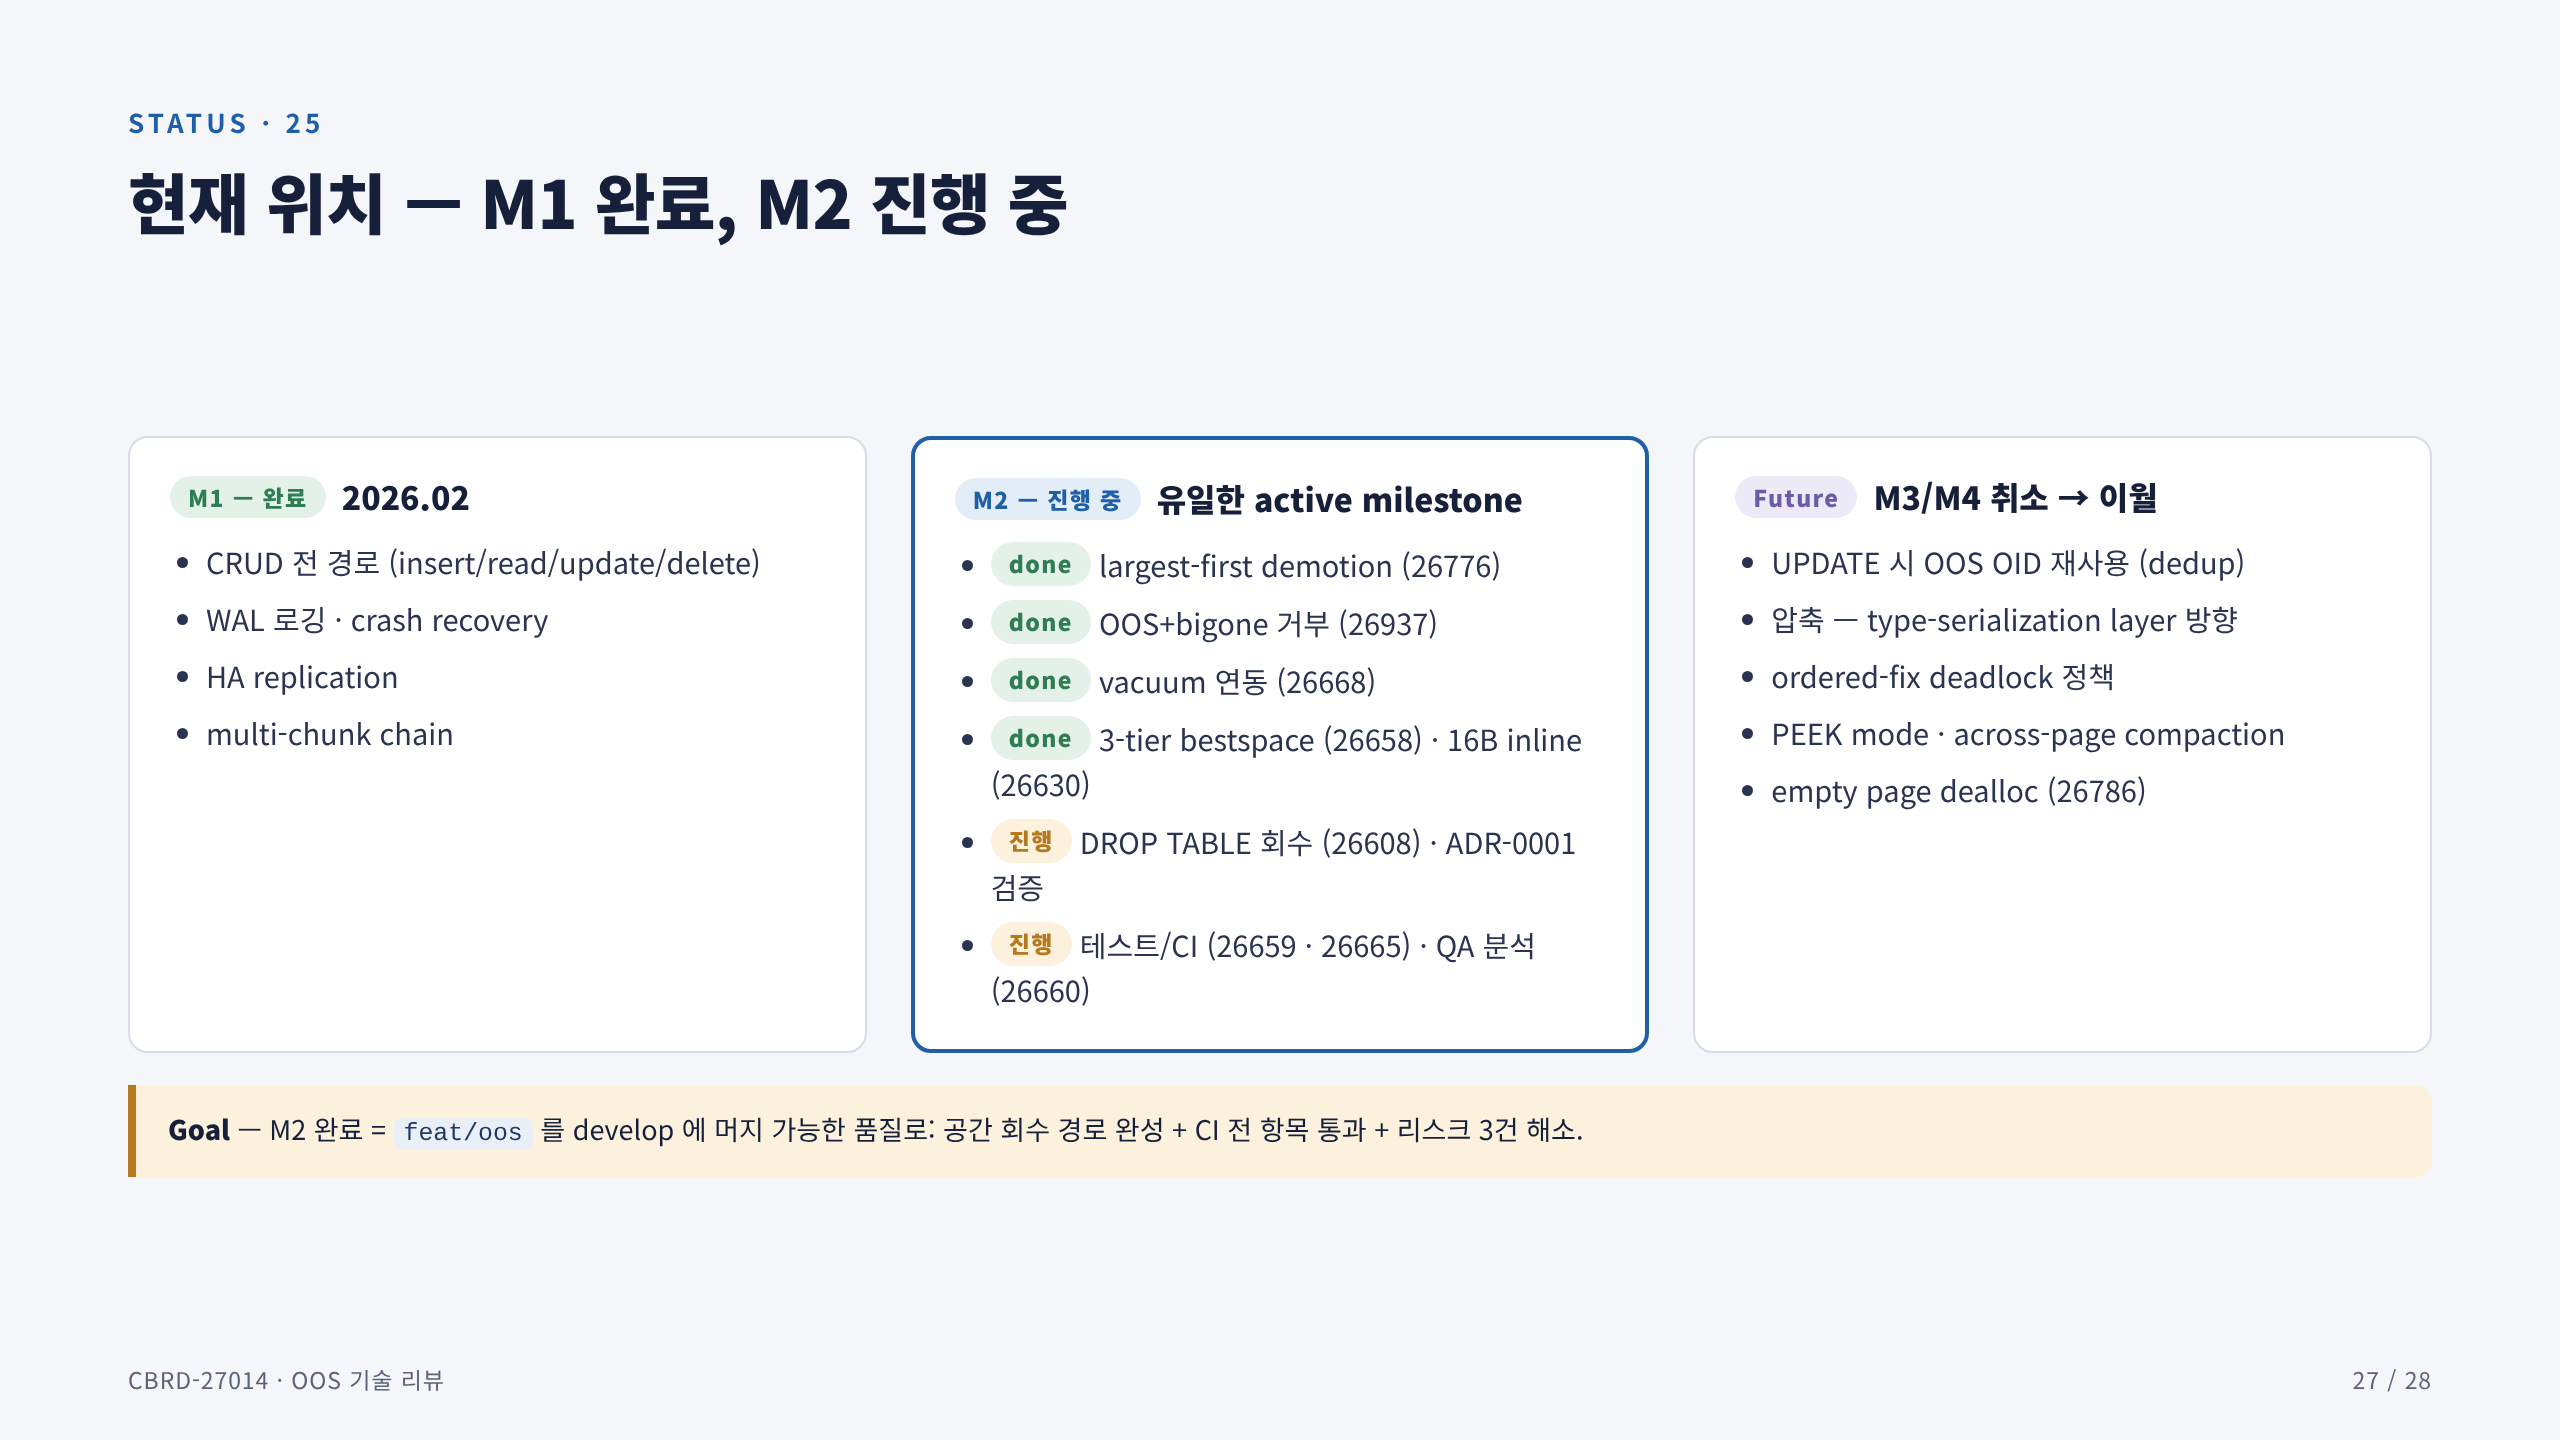 STATUS · 25
현재 위치 — M1 완료, M2 진행 중
M1 — 완료 2026.02
• CRUD 전 경로 (insert/read/update/delete)
• WAL 로깅 · crash recovery
• HA replication
• multi-chunk chain
M2 — 진행 중 유일한 active milestone
• done largest-first demotion (26776)
• done OOS+bigone 거부 (26937)
• done vacuum 연동 (26668)
• done 3-tier bestspace (26658) · 16B inline
(26630)
• 진행 DROP TABLE 회수 (26608) · ADR-0001
검증
• 진행 테스트/CI (26659 · 26665) · QA 분석
(26660)
Future M3/M4 취소 → 이월
• UPDATE 시 OOS OID 재사용 (dedup)
• 압축 — type-serialization layer 방향
• ordered-fix deadlock 정책
• PEEK mode · across-page compaction
• empty page dealloc (26786)
Goal — M2 완료 = feat/oos 를 develop 에 머지 가능한 품질로: 공간 회수 경로 완성 + CI 전 항목 통과 + 리스크 3건 해소.
CBRD-27014 · OOS 기술 리뷰
27 / 28